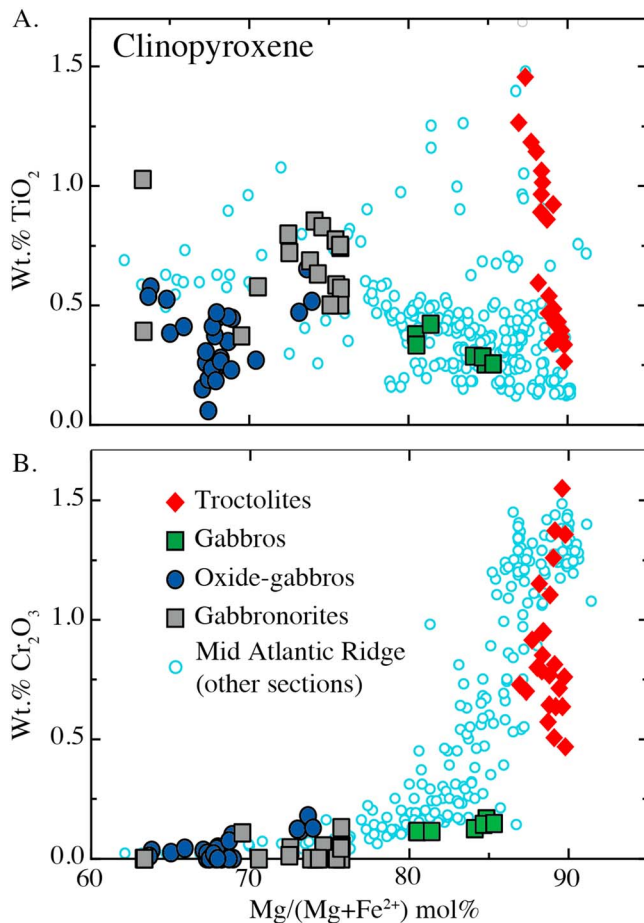 A.
Clinopyroxene
Wt.% TiO₂
1.5
1.0
0.5
0.0
B.
Wt.% Cr₂O₃
1.5
1.0
0.5
0.0
Troctolites
Gabbros
Oxide-gabbros
Gabbronorites
Mid Atlantic Ridge
(other sections)
60
70
80
90
Mg/(Mg+Fe²⁺) mol%